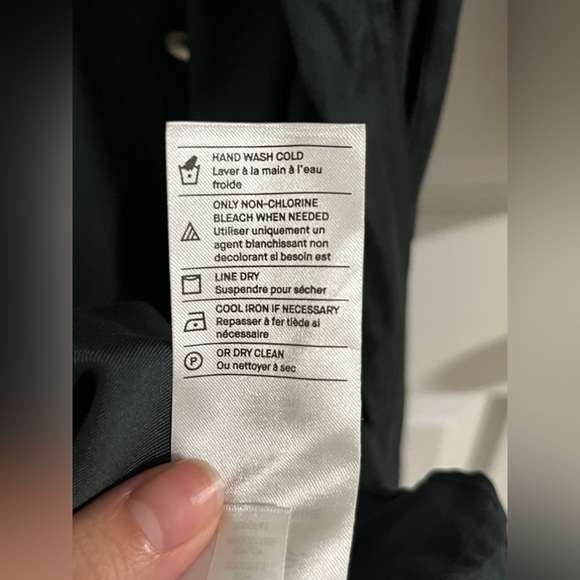 HAND WASH COLD
Laver à la main à l'eau
froide
ONLY NON-CHLORINE
BLEACH WHEN NEEDED
Utiliser uniquement un
agent blanchissant non
decolorant si besoin est
LINE DRY
Suspendre pour sécher
COOL IRON IF NECESSARY
Repasser à fer tiède si
nécessaire
P
OR DRY CLEAN
Ou nettoyer à sec